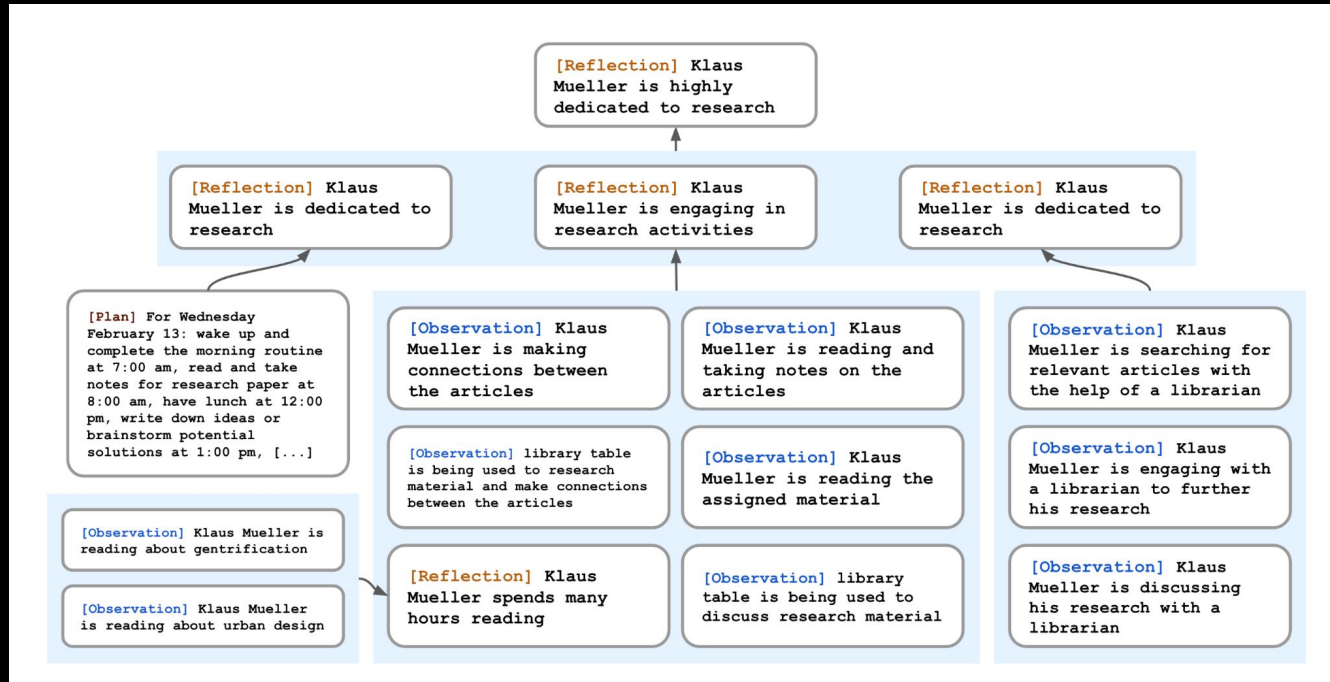 [Reflection] Klaus
Mueller is highly
dedicated to research
[Reflection] Klaus
Mueller is dedicated to
research
[Reflection] Klaus
Mueller is engaging in
research activities
[Reflection] Klaus
Mueller is dedicated to
research
[Plan] For Wednesday
February 13: wake up and
complete the morning routine
at 7:00 am, read and take
notes for research paper at
8:00 am, have lunch at 12:00
pm, write down ideas or
brainstorm potential
solutions at 1:00 pm, [...]
[Observation] Klaus Mueller is
reading about gentrification
[Observation] Klaus Mueller
is reading about urban design
[Observation] Klaus
Mueller is making
connections between
the articles
[Observation] Klaus
Mueller is reading and
taking notes on the
articles
[Observation] library table
is being used to research
material and make connections
between the articles
[Observation] Klaus
Mueller is reading the
assigned material
[Reflection] Klaus
Mueller spends many
hours reading
[Observation] library
table is being used to
discuss research material
[Observation] Klaus
Mueller is searching for
relevant articles with
the help of a librarian
[Observation] Klaus
Mueller is engaging with
a librarian to further
his research
[Observation] Klaus
Mueller is discussing
his research with a
librarian